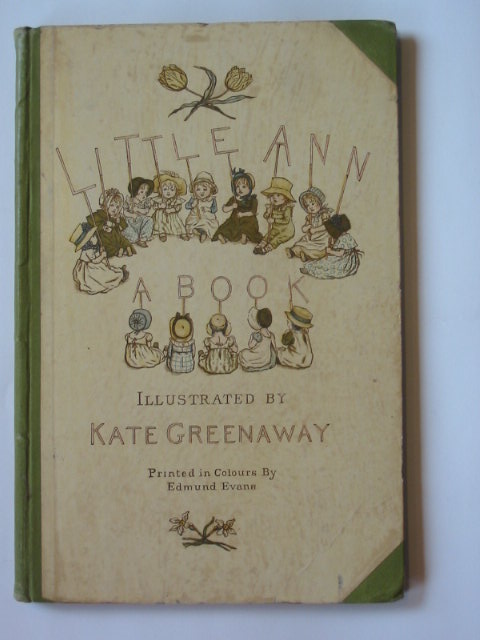 LITTLE ANN
A BOOK
ILLUSTRATED BY
KATE GREENAWAY
Printed in Colours By
Edmund Evans